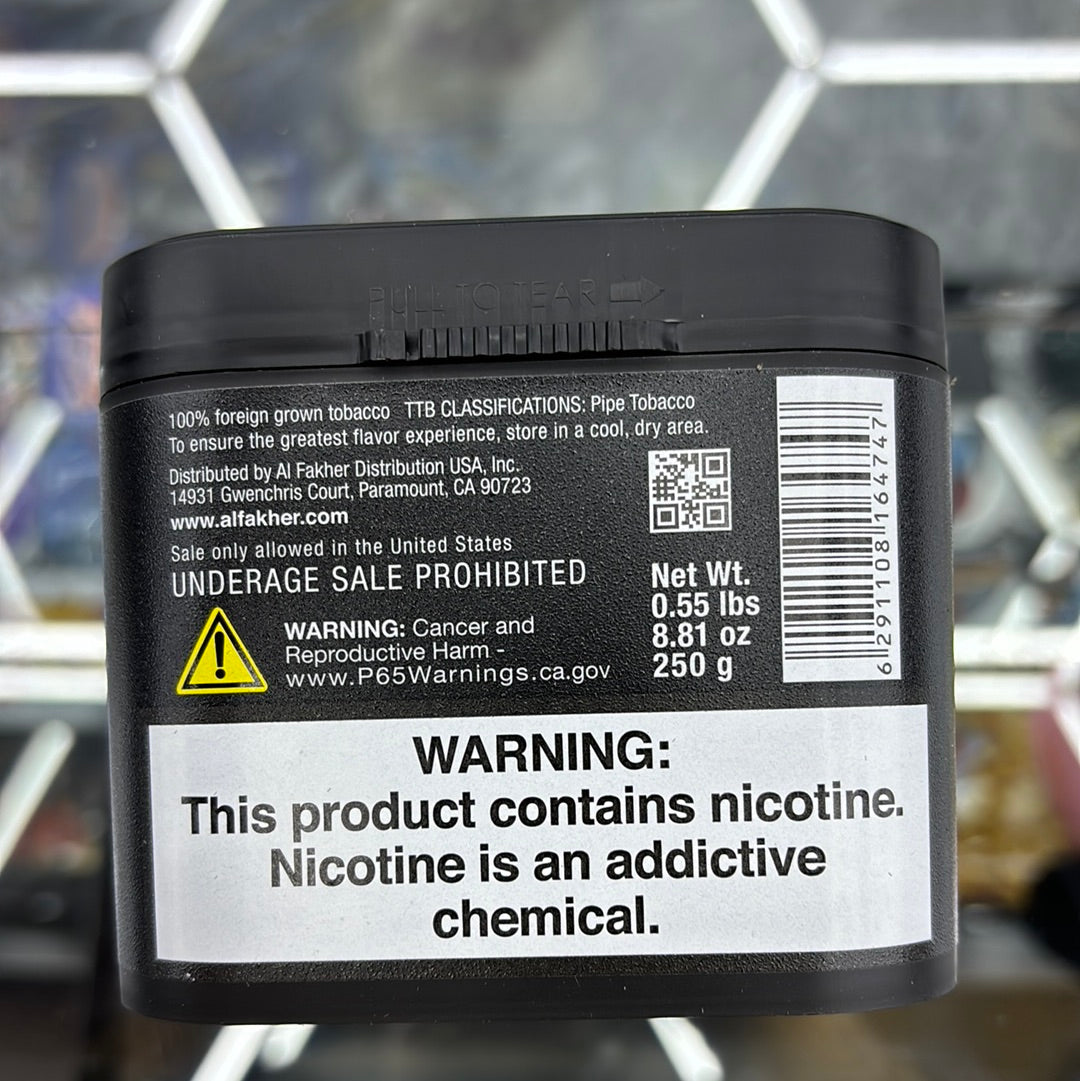 PULL TO TEAR
100% foreign grown tobacco TTB CLASSIFICATIONS: Pipe Tobacco
To ensure the greatest flavor experience, store in a cool, dry area.
Distributed by Al Fakher Distribution USA, Inc.
14931 Gwenchris Court, Paramount, CA 90723
www.alfakher.com
Sale only allowed in the United States
UNDERAGE SALE PROHIBITED
WARNING: Cancer and
Reproductive Harm -
www.P65Warnings.ca.gov
Net Wt.
0.55 lbs
8.81 oz
250 g
6 291108 164747
WARNING:
This product contains nicotine.
Nicotine is an addictive
chemical.